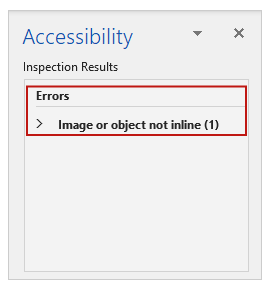 Accessibility
Inspection Results
Errors
Image or object not inline (1)